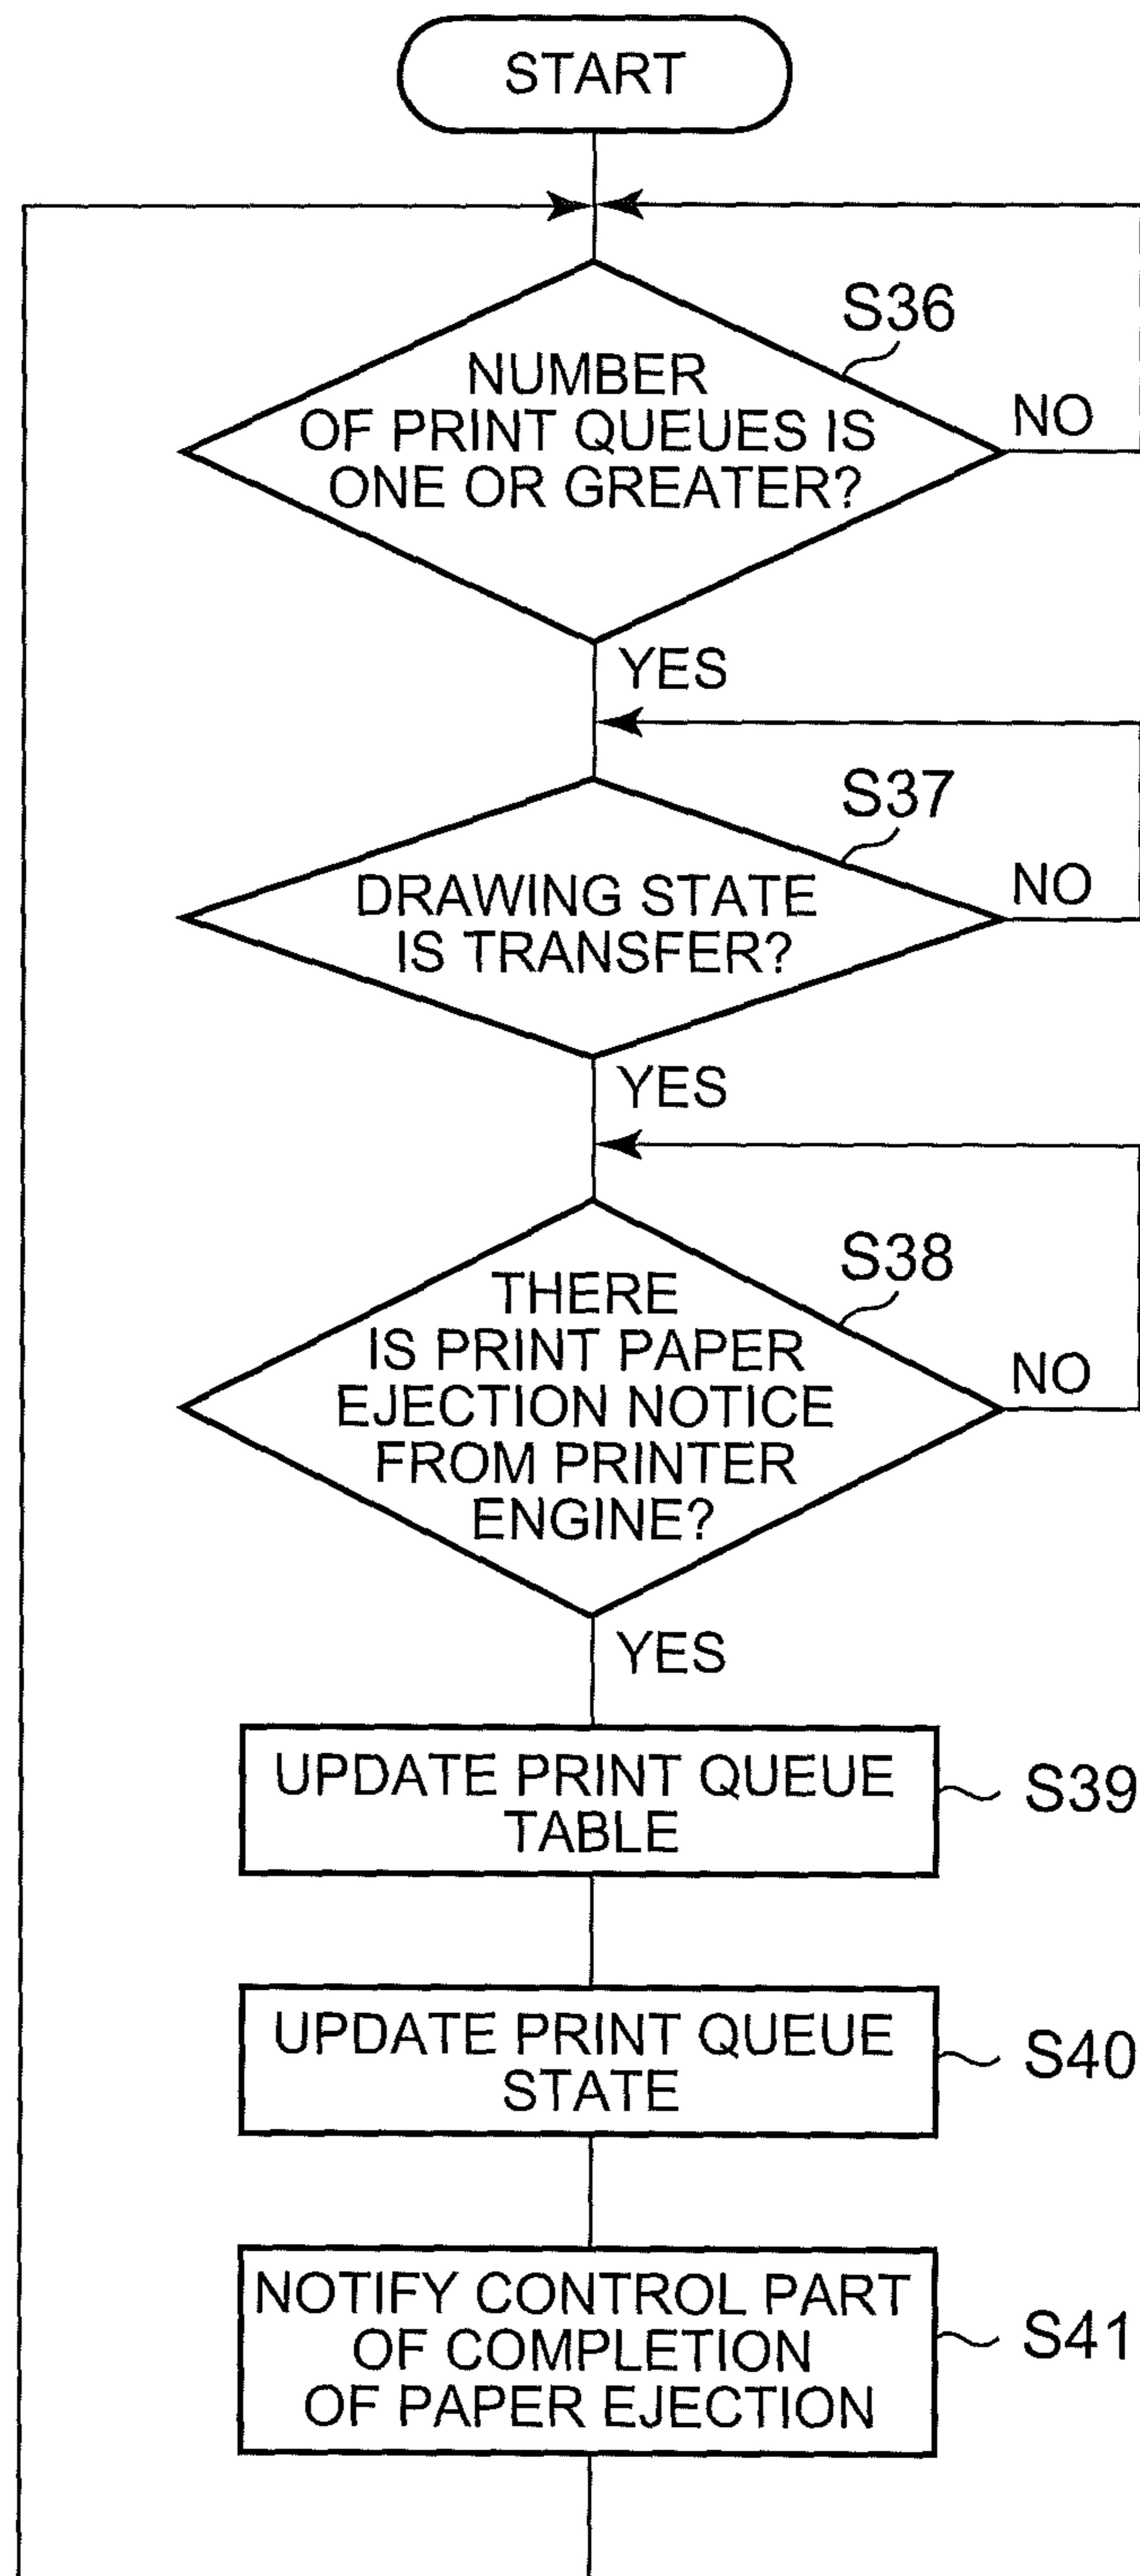 START
S36
NUMBER
OF PRINT QUEUES IS
ONE OR GREATER?
NO
YES
S37
DRAWING STATE
IS TRANSFER?
NO
YES
S38
THERE
IS PRINT PAPER
EJECTION NOTICE
FROM PRINTER
ENGINE?
NO
YES
UPDATE PRINT QUEUE
TABLE
S39
UPDATE PRINT QUEUE
STATE
S40
NOTIFY CONTROL PART
OF COMPLETION
OF PAPER EJECTION
S41